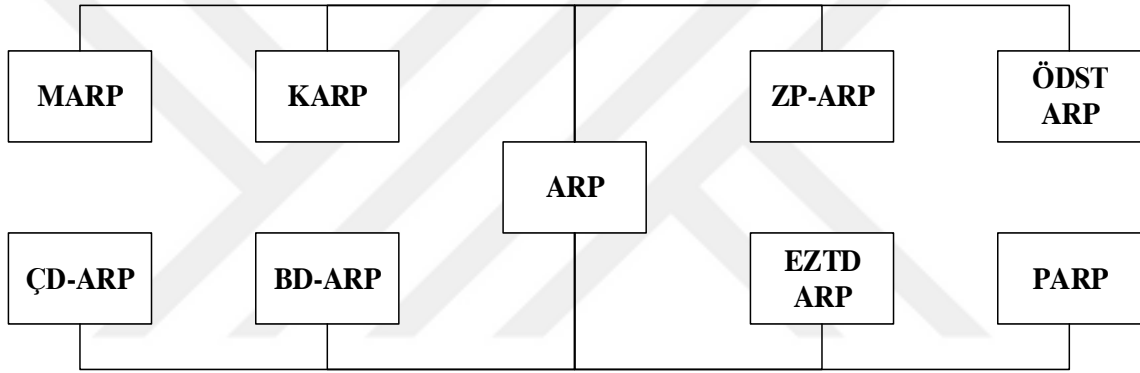 MARP
KARP
ZP-ARP
ÖDST
ARP
ARP
ÇD-ARP
BD-ARP
EZTD
ARP
PARP